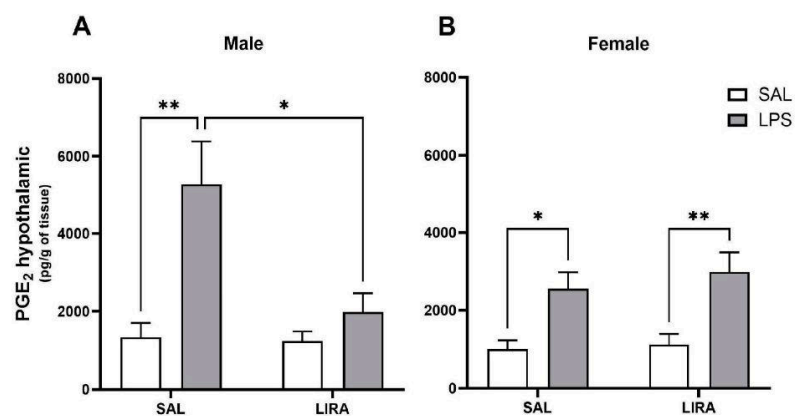 A
Male
PGE₂ hypothalamic
(pg/g of tissue)
8000
6000
4000
2000
0
**
*
SAL
LIRA
B
Female
8000
6000
4000
2000
0
*
**
SAL
LIRA
SAL
LPS